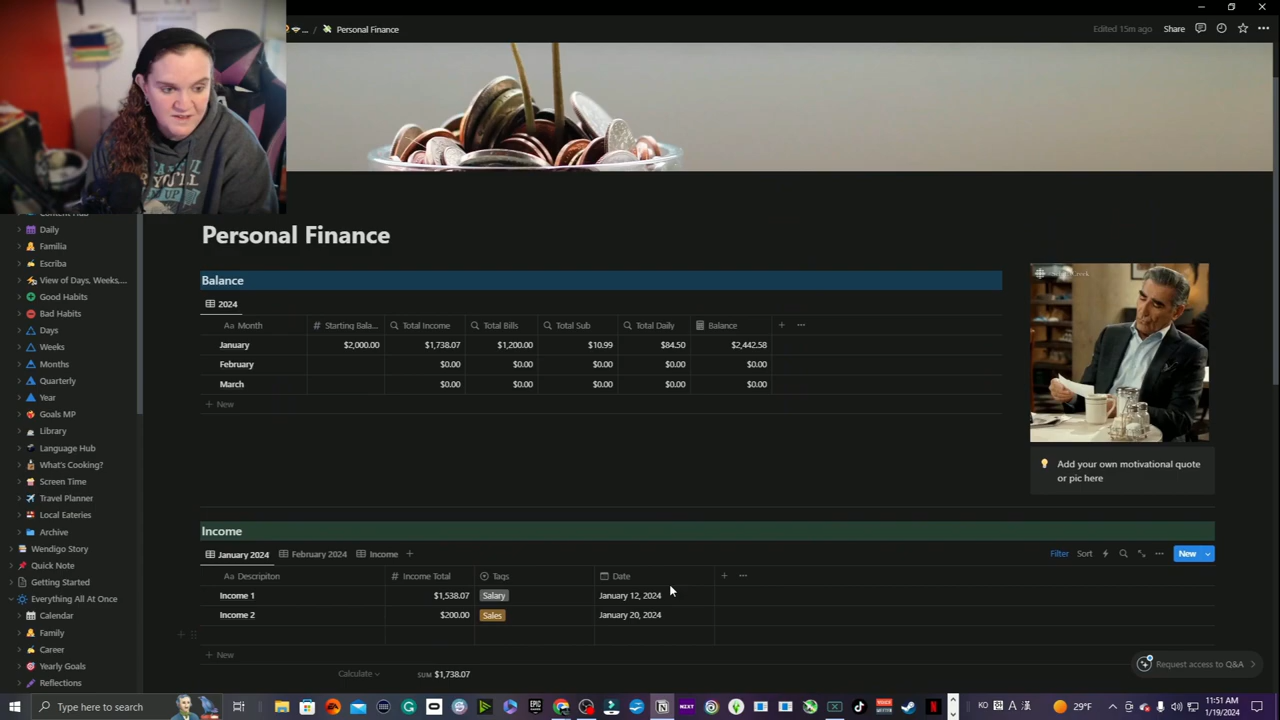 Personal Finance
Edited 15m ago
Share
Daily
Familia
Escriba
View of Days, Weeks,...
Good Habits
Bad Habits
Days
Weeks
Months
Quarterly
Year
Goals MP
Library
Language Hub
What's Cooking?
Screen Time
Travel Planner
Local Eateries
Archive
Wendigo Story
Quick Note
Getting Started
Everything All At Once
Calendar
Family
Career
Yearly Goals
Reflections
Personal Finance
Balance
2024
Aa Month # Starting Bala... Total Income Total Bills Total Sub Total Daily Balance + ...
January $2,000.00 $1,738.07 $1,200.00 $10.99 $84.50 $2,442.58
February $0.00 $0.00 $0.00 $0.00 $0.00
March $0.00 $0.00 $0.00 $0.00 $0.00
+ New
Add your own motivational quote
or pic here
Income
January 2024 February 2024 Income +
Filter Sort New
Aa Descripiton # Income Total Tags Date + ...
Income 1 $1,538.07 Salary January 12, 2024
Income 2 $200.00 Sales January 20, 2024
+ New
Calculate SUM $1,738.07
Request access to Q&A
Type here to search
29°F
11:51 AM
1/19/2024